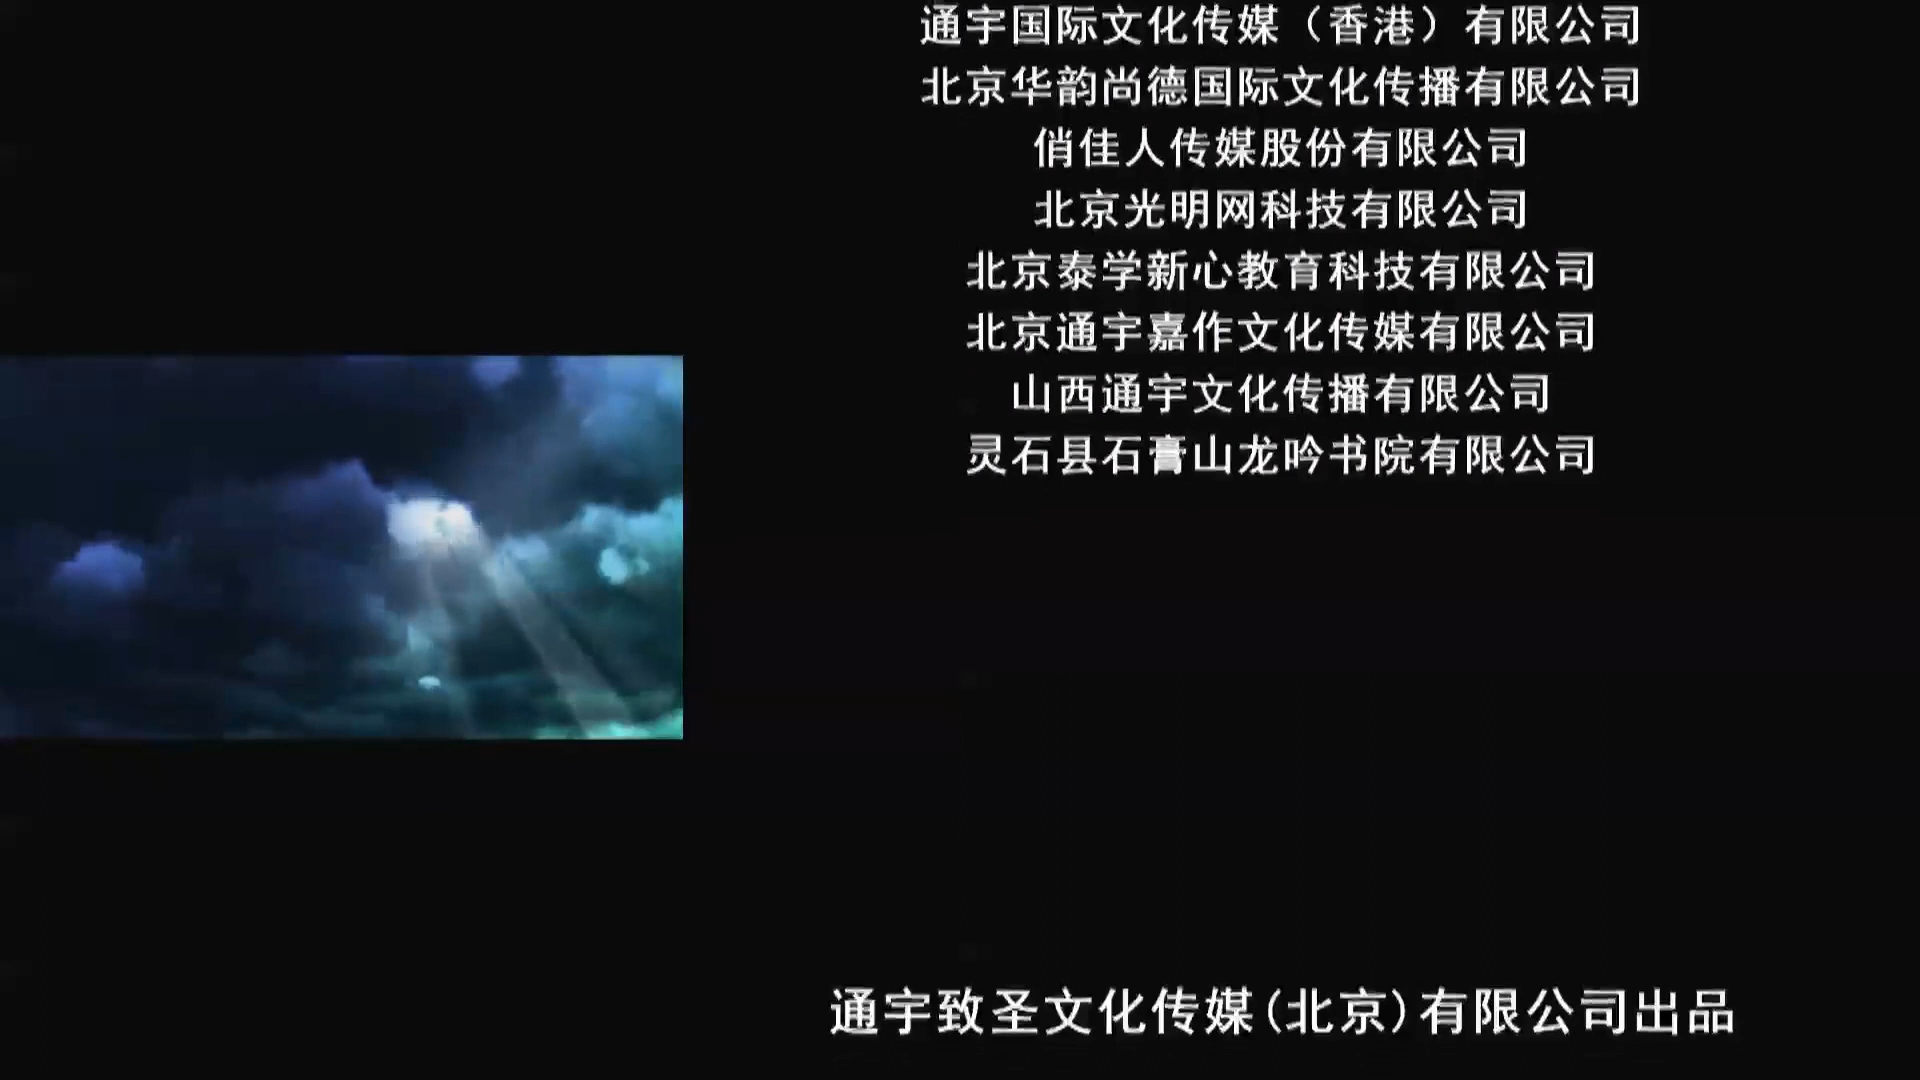 通宇国际文化传媒（香港）有限公司
北京华韵尚德国际文化传播有限公司
俏佳人传媒股份有限公司
北京光明网科技有限公司
北京泰学新心教育科技有限公司
北京通宇嘉作文化传媒有限公司
山西通宇文化传播有限公司
灵石县石膏山龙吟书院有限公司
通宇致圣文化传媒(北京)有限公司出品